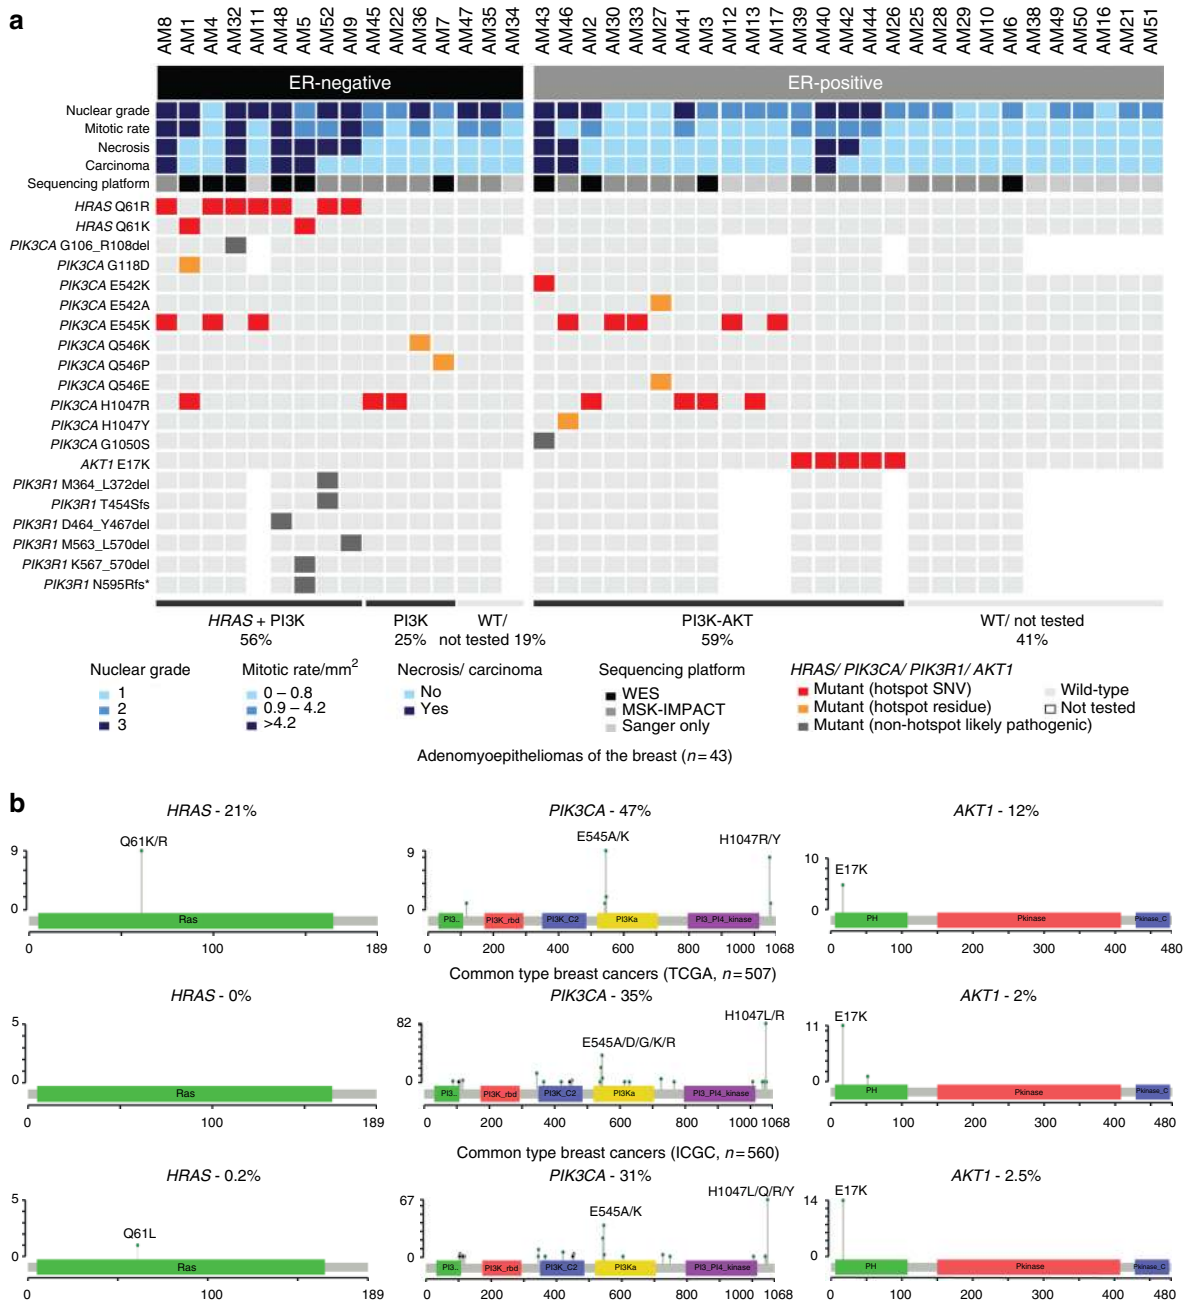 a
AM8 AM1 AM4 AM32 AM11 AM48 AM5 AM52 AM9 AM45 AM22 AM36 AM7 AM47 AM35 AM34 AM43 AM46 AM2 AM30 AM33 AM27 AM41 AM3 AM12 AM13 AM17 AM39 AM40 AM42 AM44 AM26 AM25 AM28 AM29 AM10 AM6 AM38 AM49 AM50 AM16 AM21 AM51
ER-negative ER-positive
Nuclear grade
Mitotic rate
Necrosis
Carcinoma
Sequencing platform
HRAS Q61R
HRAS Q61K
PIK3CA G106_R108del
PIK3CA G118D
PIK3CA E542K
PIK3CA E542A
PIK3CA E545K
PIK3CA Q546K
PIK3CA Q546P
PIK3CA Q546E
PIK3CA H1047R
PIK3CA H1047Y
PIK3CA G1050S
AKT1 E17K
PIK3R1 M364_L372del
PIK3R1 T454Sfs
PIK3R1 D464_Y467del
PIK3R1 M563_L570del
PIK3R1 K567_570del
PIK3R1 N595Rfs*
HRAS + PI3K PI3K WT/ PI3K-AKT WT/ not tested
56% 25% not tested 19% 59% 41%
Nuclear grade Mitotic rate/mm2 Necrosis/ carcinoma Sequencing platform HRAS/ PIK3CA/ PIK3R1/ AKT1
1 0 – 0.8 No WES Mutant (hotspot SNV) Wild-type
2 0.9 – 4.2 Yes MSK-IMPACT Mutant (hotspot residue) Not tested
3 >4.2 Sanger only Mutant (non-hotspot likely pathogenic)
Adenomyoepitheliomas of the breast (n=43)
b
HRAS - 21% PIK3CA - 47% AKT1 - 12%
Q61K/R E545A/K H1047R/Y E17K
9 9 10
0 0 0
Ras PI3.. PI3K_rbd PI3K_C2 PI3Ka PI3_PI4_kinase PH Pkinase Pkinase_C
0 100 189 0 200 400 600 800 1000 1068 0 100 200 300 400 480
Common type breast cancers (TCGA, n=507)
HRAS - 0% PIK3CA - 35% AKT1 - 2%
E545A/D/G/K/R H1047L/R E17K
5 82 11
0 0 0
Ras PI3.. PI3K_rbd PI3K_C2 PI3Ka PI3_PI4_kinase PH Pkinase Pkinase_C
0 100 189 0 200 400 600 800 1000 1068 0 100 200 300 400 480
Common type breast cancers (ICGC, n=560)
HRAS - 0.2% PIK3CA - 31% AKT1 - 2.5%
Q61L E545A/K H1047L/Q/R/Y E17K
5 67 14
0 0 0
Ras PI3.. PI3K_rbd PI3K_C2 PI3Ka PI3_PI4_kinase PH Pkinase Pkinase_C
0 100 189 0 200 400 600 800 1000 1068 0 100 200 300 400 480